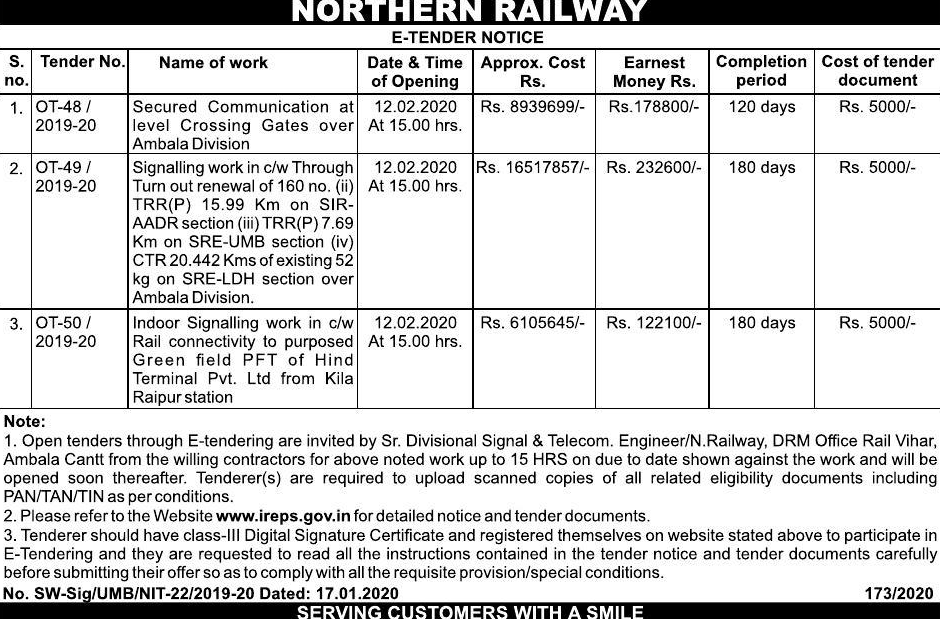 NORTHERN RAILWAY
E-TENDER NOTICE
S. no. Tender No. Name of work Date & Time of Opening Approx. Cost Rs. Earnest Money Rs. Completion period Cost of tender document
1. OT-48 / 2019-20 Secured Communication at level Crossing Gates over Ambala Division 12.02.2020 At 15.00 hrs. Rs. 8939699/- Rs.178800/- 120 days Rs. 5000/-
2. OT-49 / 2019-20 Signalling work in c/w Through Turn out renewal of 160 no. (ii) TRR(P) 15.99 Km on SIR-AADR section (iii) TRR(P) 7.69 Km on SRE-UMB section (iv) CTR 20.442 Kms of existing 52 kg on SRE-LDH section over Ambala Division. 12.02.2020 At 15.00 hrs. Rs. 16517857/- Rs. 232600/- 180 days Rs. 5000/-
3. OT-50 / 2019-20 Indoor Signalling work in c/w Rail connectivity to purposed Green field PFT of Hind Terminal Pvt. Ltd from Kila Raipur station 12.02.2020 At 15.00 hrs. Rs. 6105645/- Rs. 122100/- 180 days Rs. 5000/-
Note:
1. Open tenders through E-tendering are invited by Sr. Divisional Signal & Telecom. Engineer/N.Railway, DRM Office Rail Vihar,
Ambala Cantt from the willing contractors for above noted work up to 15 HRS on due to date shown against the work and will be
opened soon thereafter. Tenderer(s) are required to upload scanned copies of all related eligibility documents including
PAN/TAN/TIN as per conditions.
2. Please refer to the Website www.ireps.gov.in for detailed notice and tender documents.
3. Tenderer should have class-III Digital Signature Certificate and registered themselves on website stated above to participate in
E-Tendering and they are requested to read all the instructions contained in the tender notice and tender documents carefully
before submitting their offer so as to comply with all the requisite provision/special conditions.
No. SW-Sig/UMB/NIT-22/2019-20 Dated: 17.01.2020 173/2020
SERVING CUSTOMERS WITH A SMILE